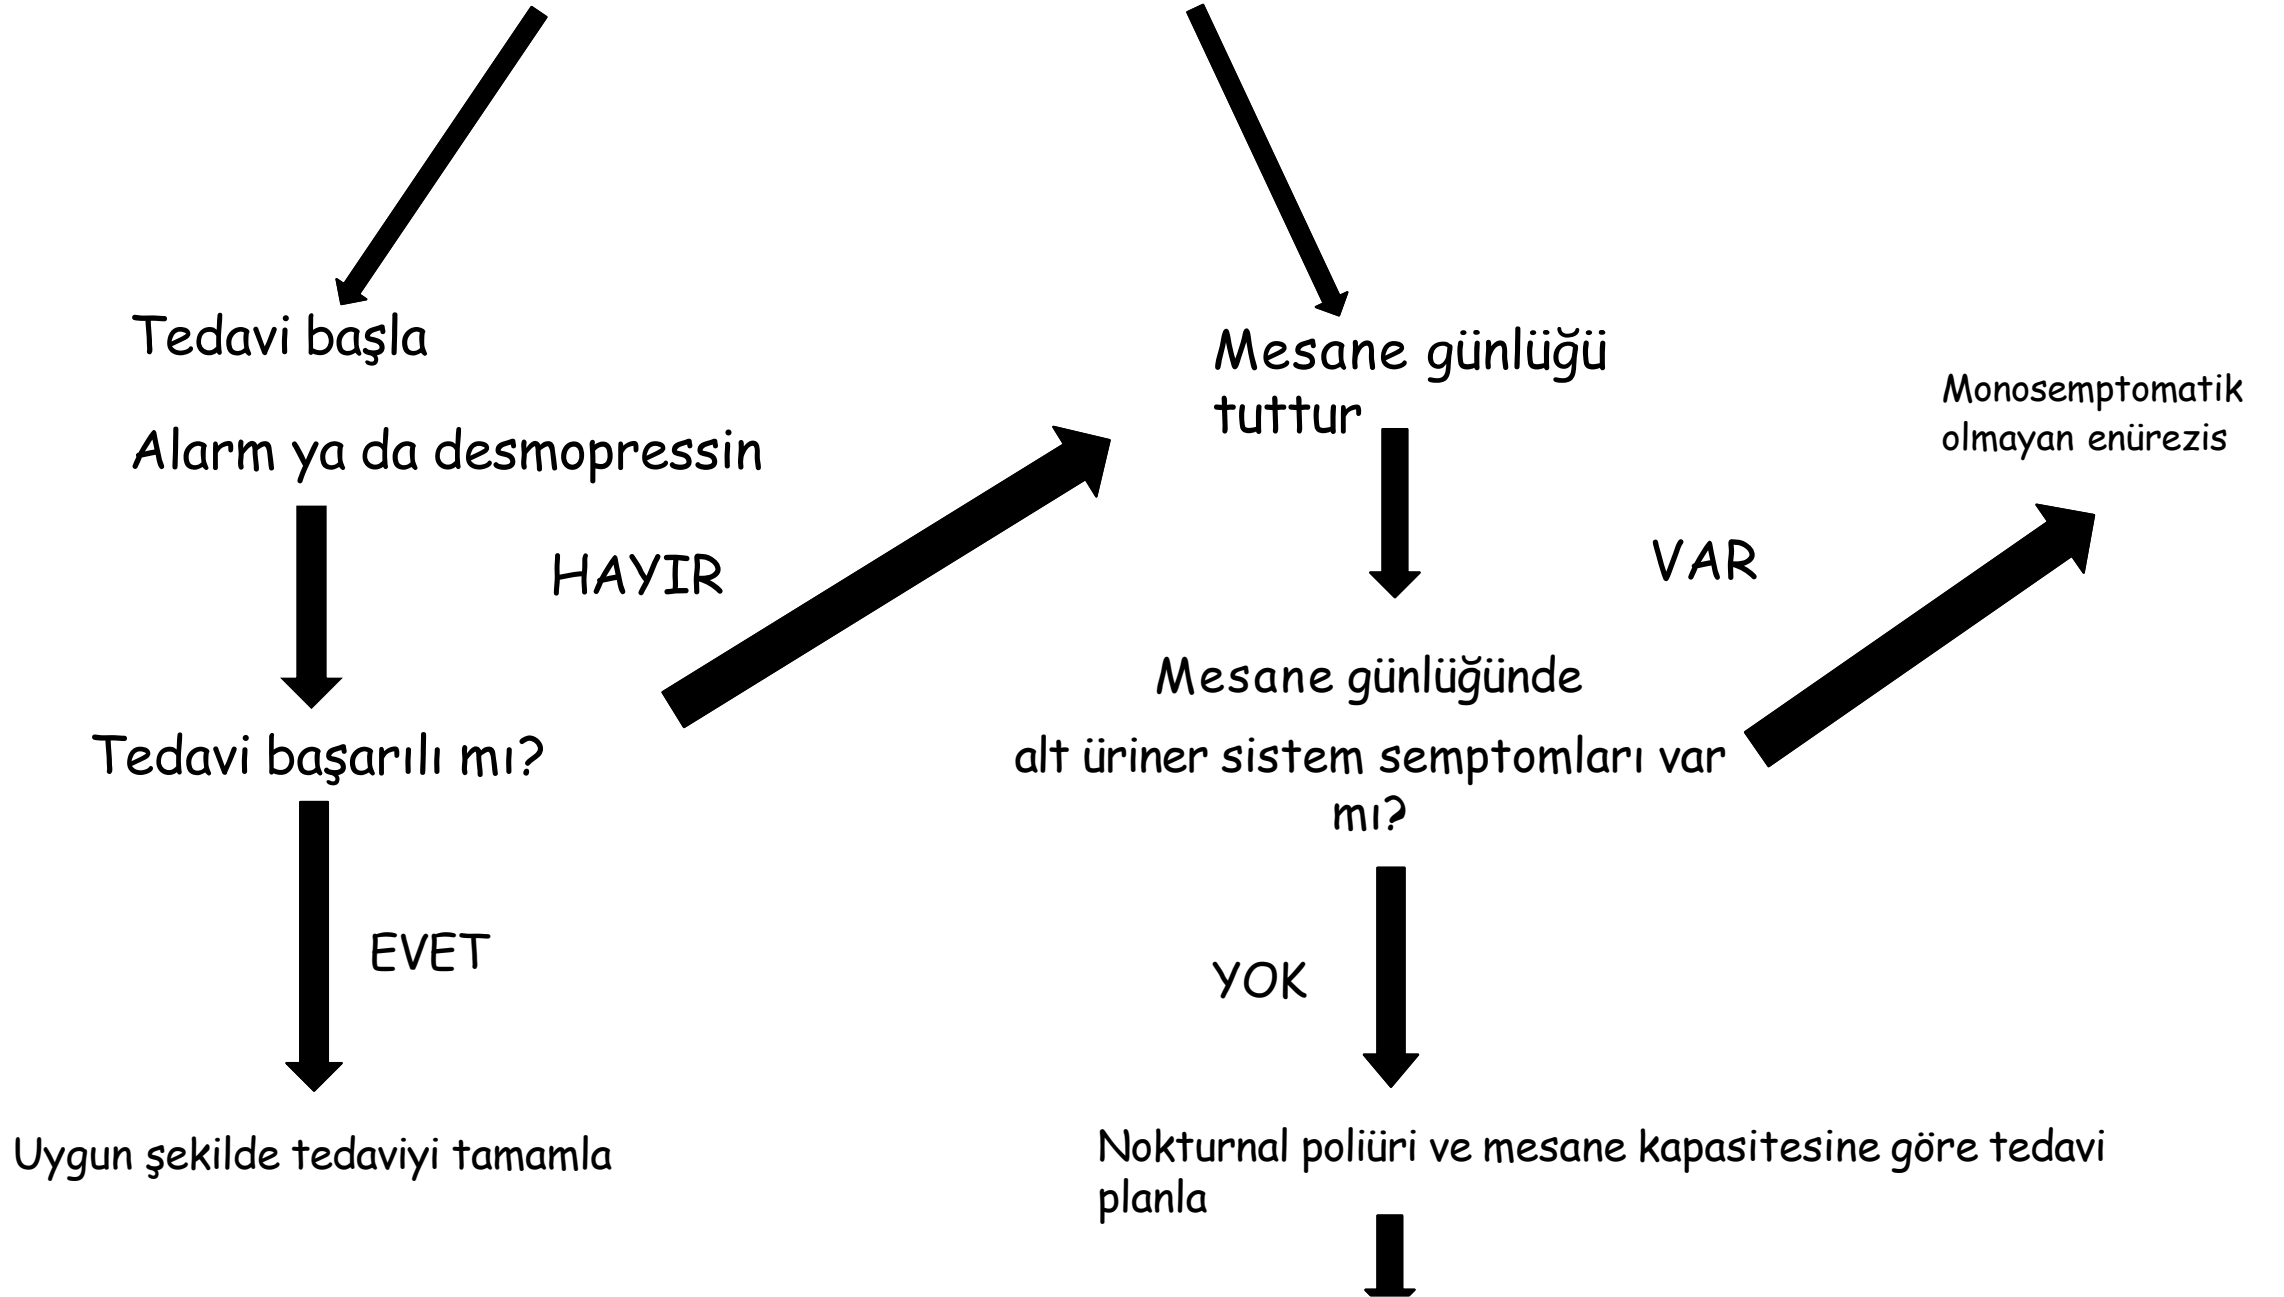 Tedavi başla
Alarm ya da desmopressin
HAYIR
Tedavi başarılı mı?
EVET
Uygun şekilde tedaviyi tamamla
Mesane günlüğü
tuttur
Monosemptomatik
olmayan enürezis
VAR
Mesane günlüğünde
alt üriner sistem semptomları var
mı?
YOK
Nokturnal poliüri ve mesane kapasitesine göre tedavi
planla